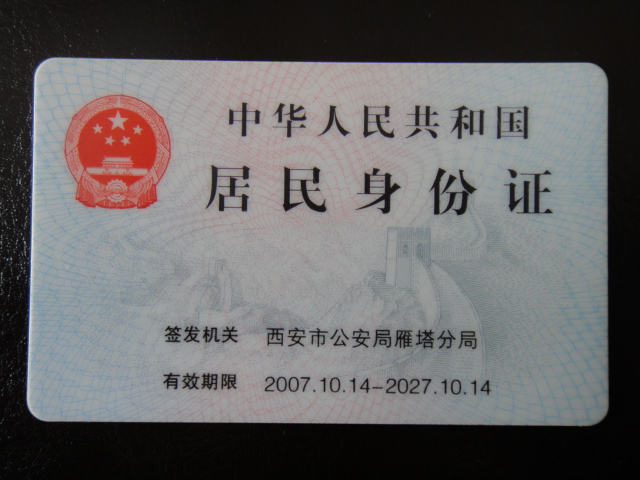 中华人民共和国
居民身份证
签发机关 西安市公安局雁塔分局
有效期限 2007.10.14-2027.10.14